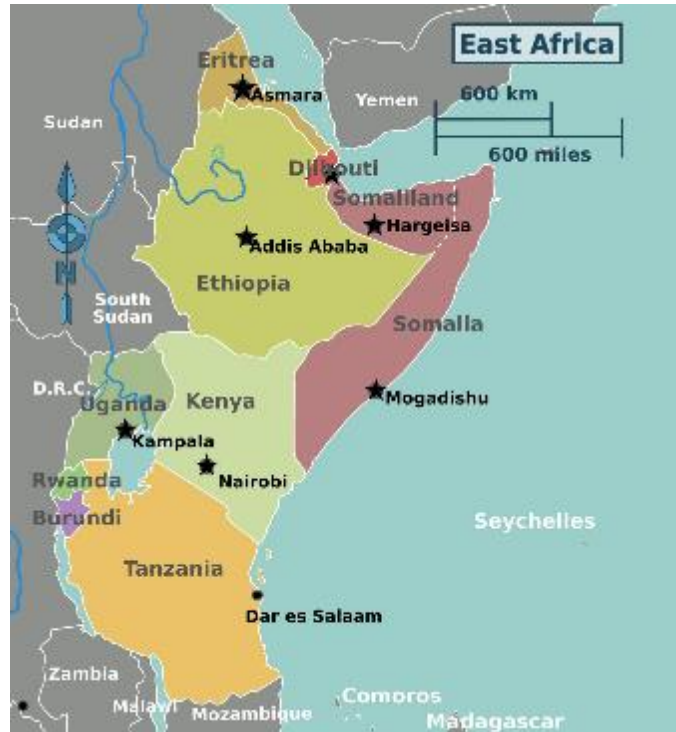 East Africa
Eritrea
Asmara
Yemen
600 km
Sudan
600 miles
Djibouti
Somaliland
Hargeisa
Addis Ababa
N
Ethiopia
South
Sudan
Somalla
D.R.C.
Uganda
Kenya
Mogadishu
Kampala
Rwanda
Nairobi
Burundi
Seychelles
Tanzania
Dar es Salaam
Zambia
Malawi
Mozambique
Comoros
Madagascar